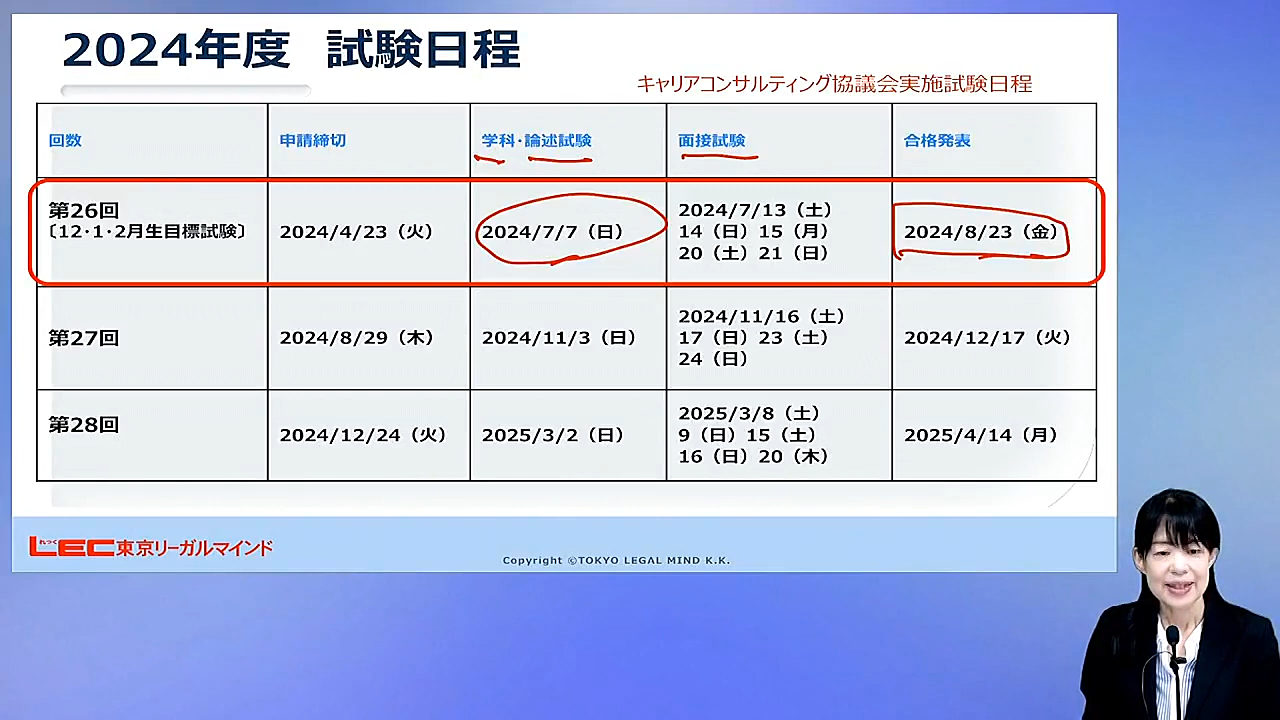 2024年度 試験日程
キャリアコンサルティング協議会実施試験日程
回数 申請締切 学科・論述試験 面接試験 合格発表
第26回
〔12・1・2月生目標試験〕
2024/4/23（火）
2024/7/7（日）
2024/7/13（土）
14（日）15（月）
20（土）21（日）
2024/8/23（金）
第27回
2024/8/29（木）
2024/11/3（日）
2024/11/16（土）
17（日）23（土）
24（日）
2024/12/17（火）
第28回
2024/12/24（火）
2025/3/2（日）
2025/3/8（土）
9（日）15（土）
16（日）20（木）
2025/4/14（月）
れっく
LEC東京リーガルマインド
Copyright ©TOKYO LEGAL MIND K.K.